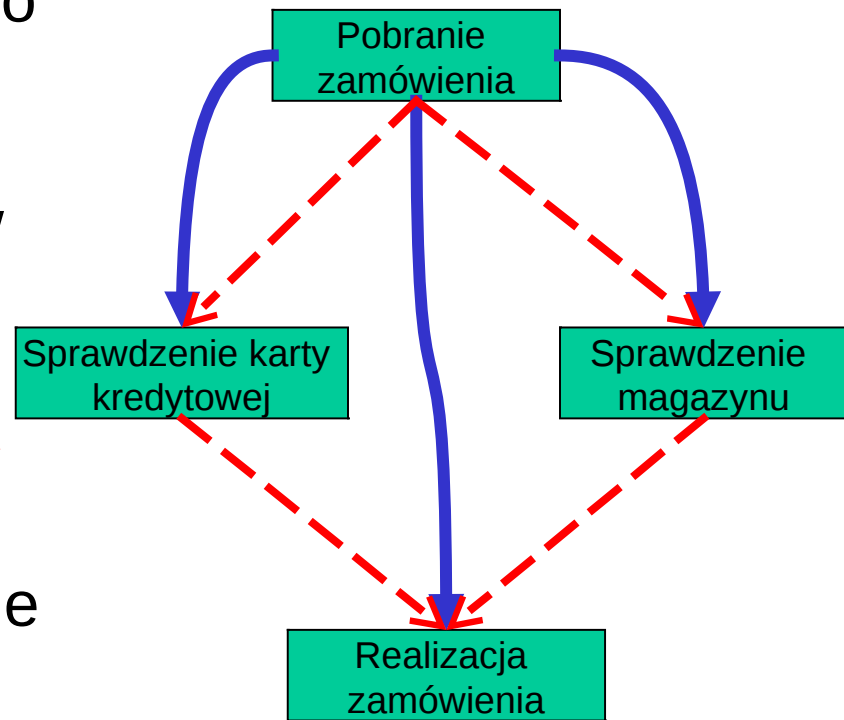 o
Pobranie
zamówienia
Sprawdzenie karty
kredytowej
Sprawdzenie
magazynu
e
Realizacja
zamówienia